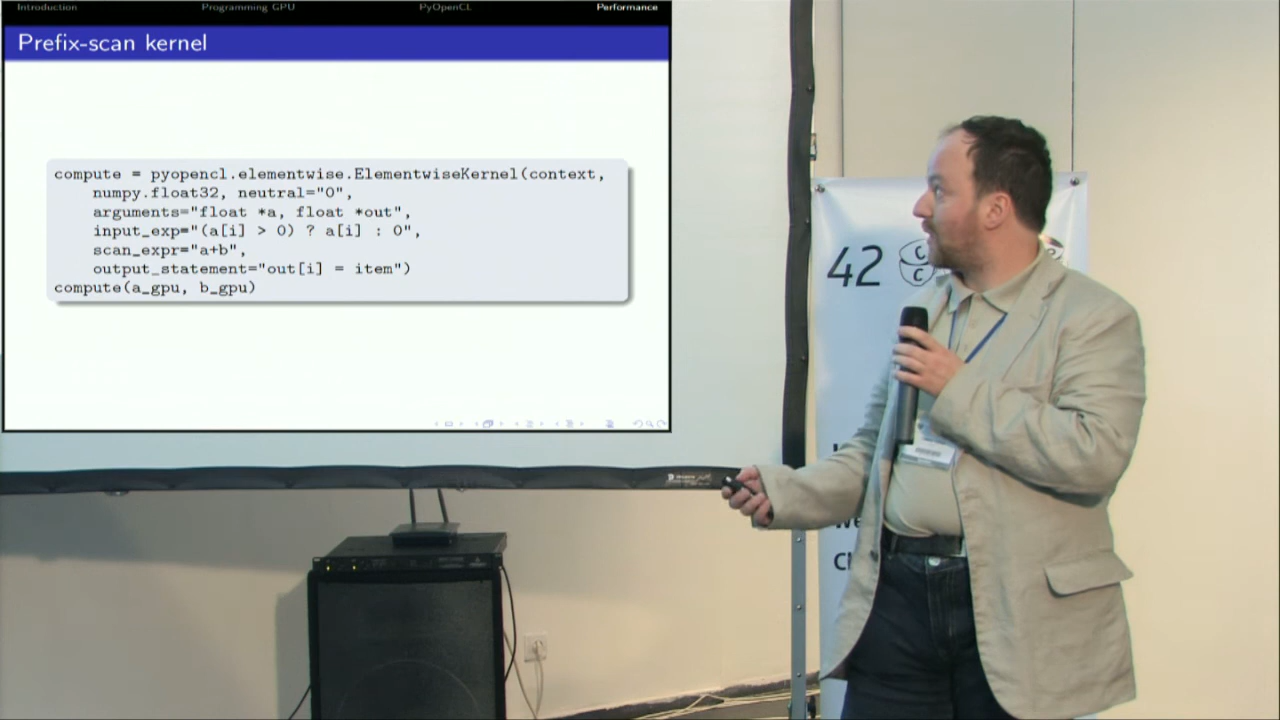 Introduction Programming GPU PyOpenCL Performance
Prefix-scan kernel
compute = pyopencl.elementwise.ElementwiseKernel(context,
numpy.float32, neutral="0",
arguments="float *a, float *out",
input_exp="(a[i] > 0) ? a[i] : 0",
scan_expr="a+b",
output_statement="out[i] = item")
compute(a_gpu, b_gpu)
42
C
C